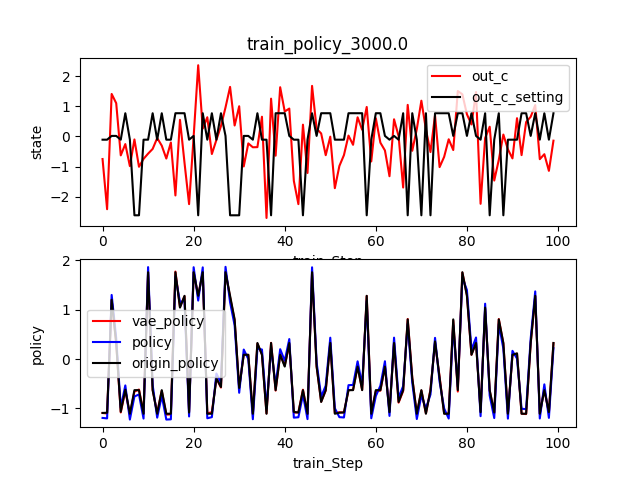 train_policy_3000.0
out_c
out_c_setting
state
2
1
0
−1
−2
0
20
40
60
80
100
train_Step
policy
2
1
0
−1
vae_policy
policy
origin_policy
0
20
40
60
80
100
train_Step